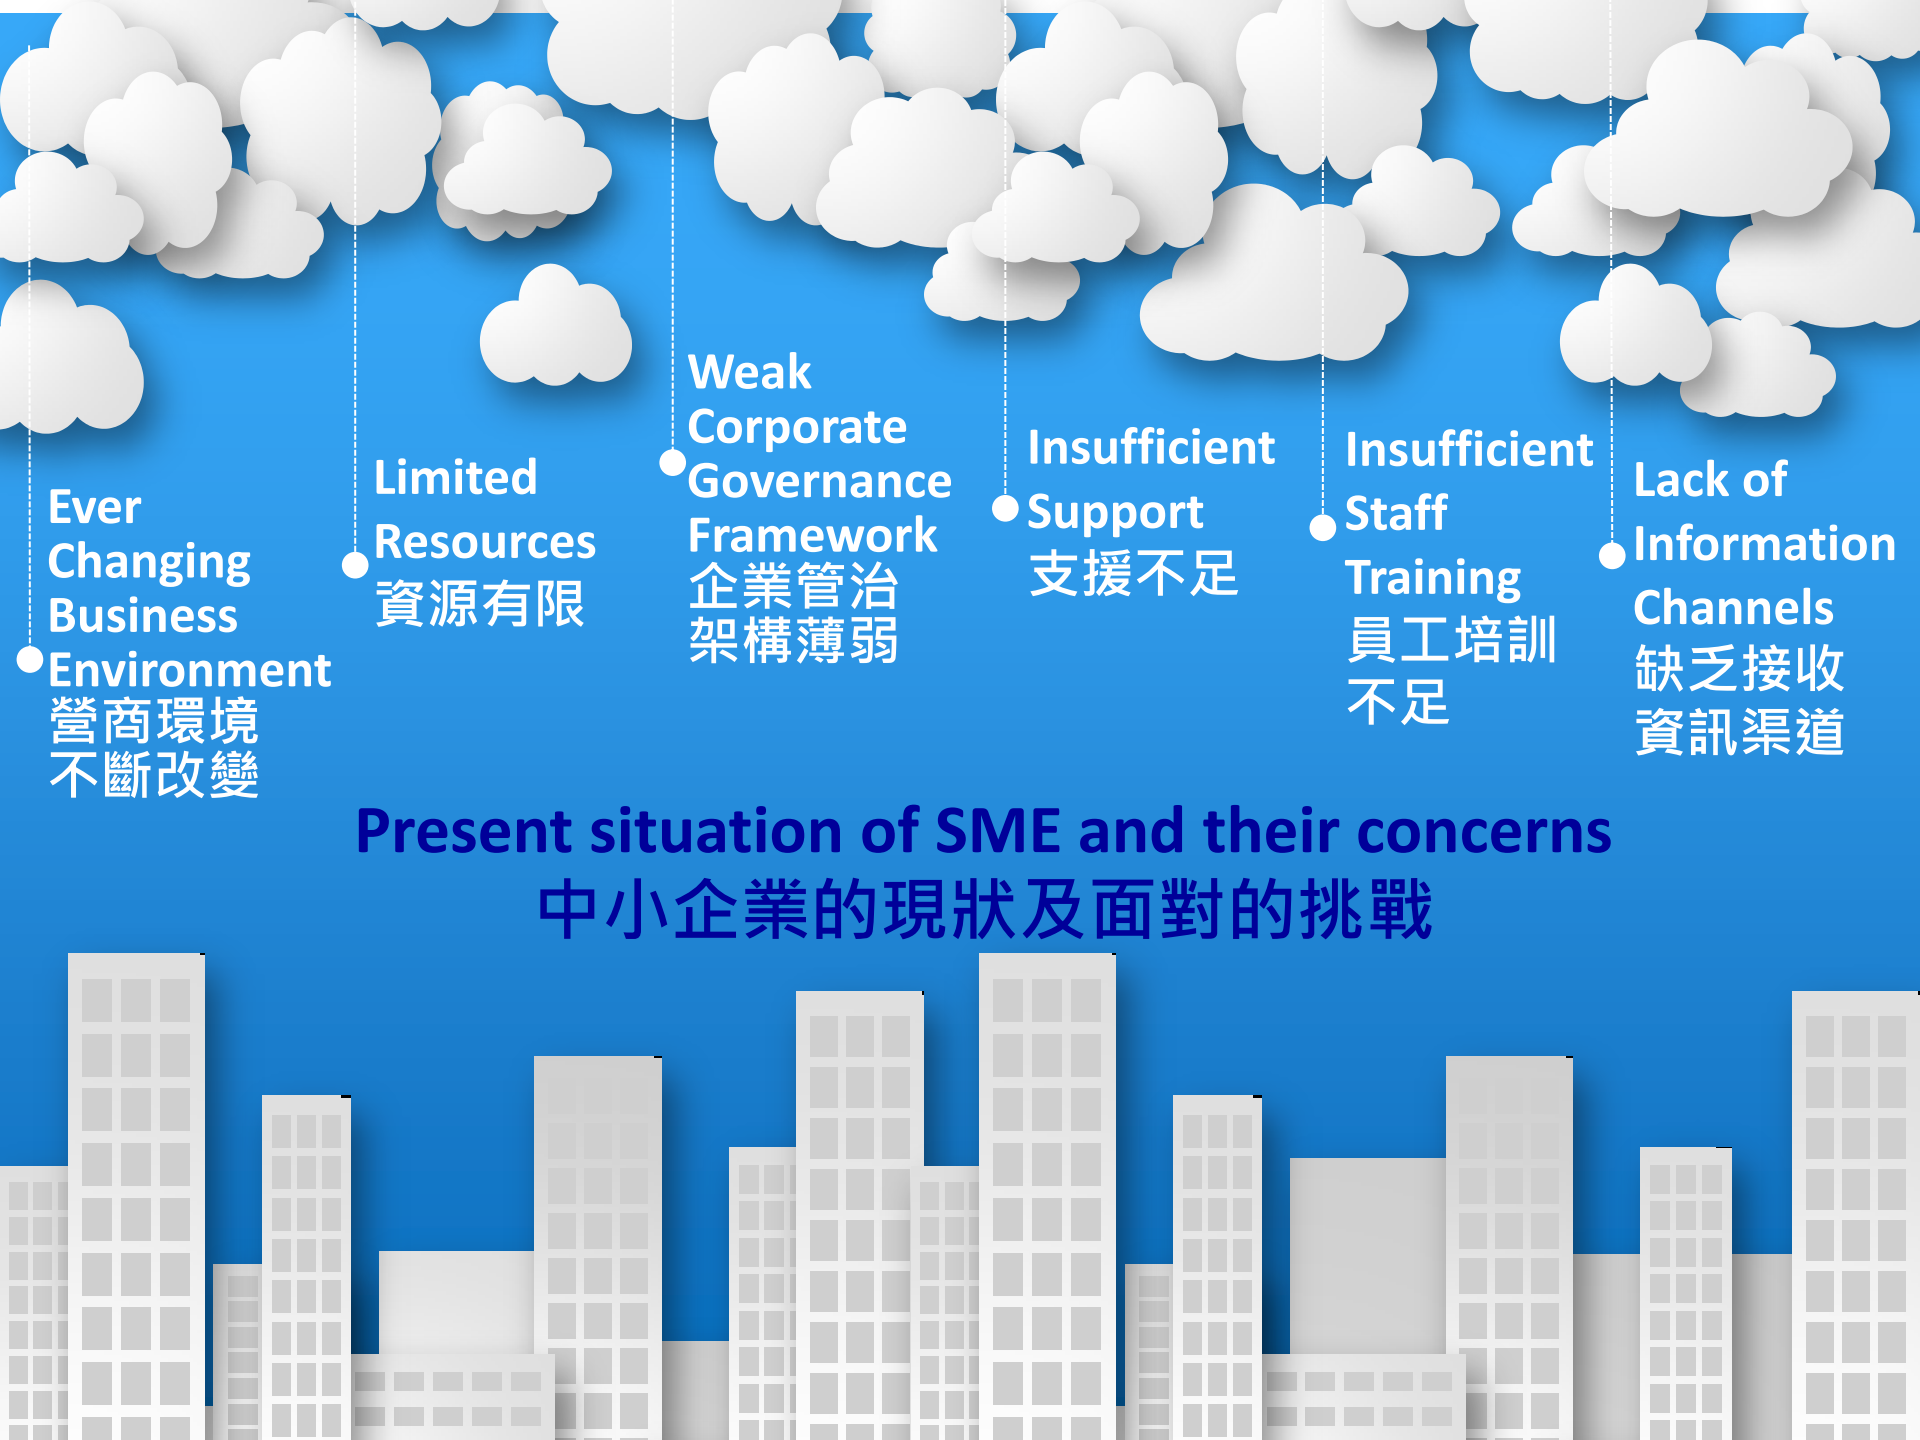 Ever
Changing
Business
Environment
營商環境
不斷改變
Limited
Resources
資源有限
Weak
Corporate
Governance
Framework
企業管治
架構薄弱
Insufficient
Support
支援不足
Insufficient
Staff
Training
員工培訓
不足
Lack of
Information
Channels
缺乏接收
資訊渠道
Present situation of SME and their concerns
中小企業的現狀及面對的挑戰